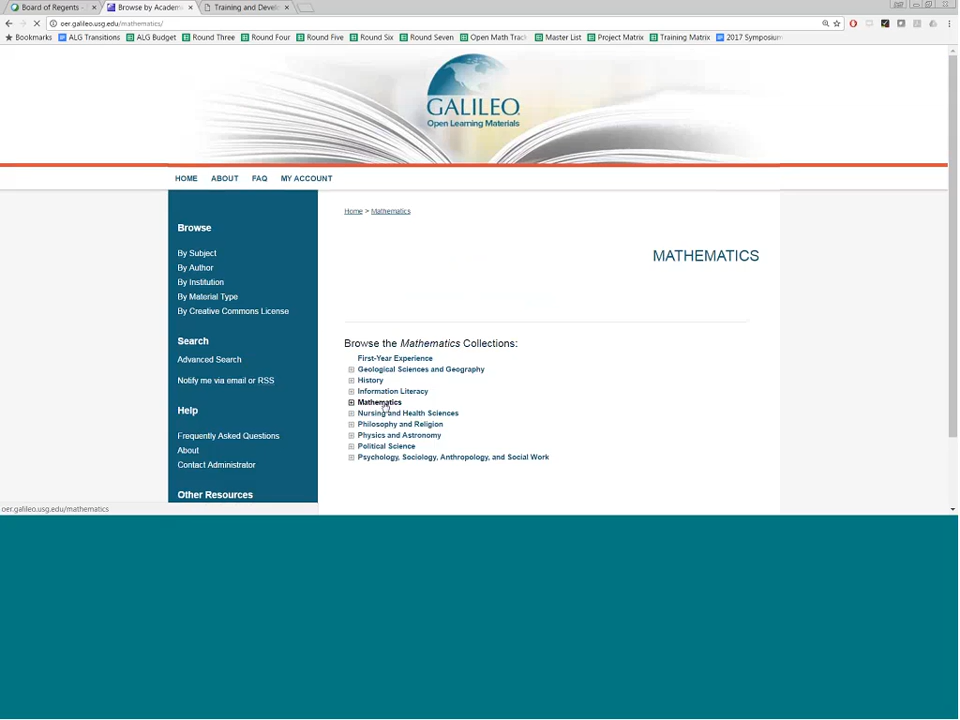 Board of Regents -
Browse by Academ
Training and Devel
oer.galileo.usg.edu/mathematics/
Bookmarks
ALG Transitions
ALG Budget
Round Three
Round Four
Round Five
Round Six
Round Seven
Open Math Track
Master List
Project Matrix
Training Matrix
2017 Symposium
GALILEO
Open Learning Materials
HOME
ABOUT
FAQ
MY ACCOUNT
Browse
By Subject
By Author
By Institution
By Material Type
By Creative Commons License
Search
Advanced Search
Notify me via email or RSS
Help
Frequently Asked Questions
About
Contact Administrator
Other Resources
Home > Mathematics
MATHEMATICS
Browse the Mathematics Collections:
First-Year Experience
Geological Sciences and Geography
History
Information Literacy
Mathematics
Nursing and Health Sciences
Philosophy and Religion
Physics and Astronomy
Political Science
Psychology, Sociology, Anthropology, and Social Work
oer.galileo.usg.edu/mathematics